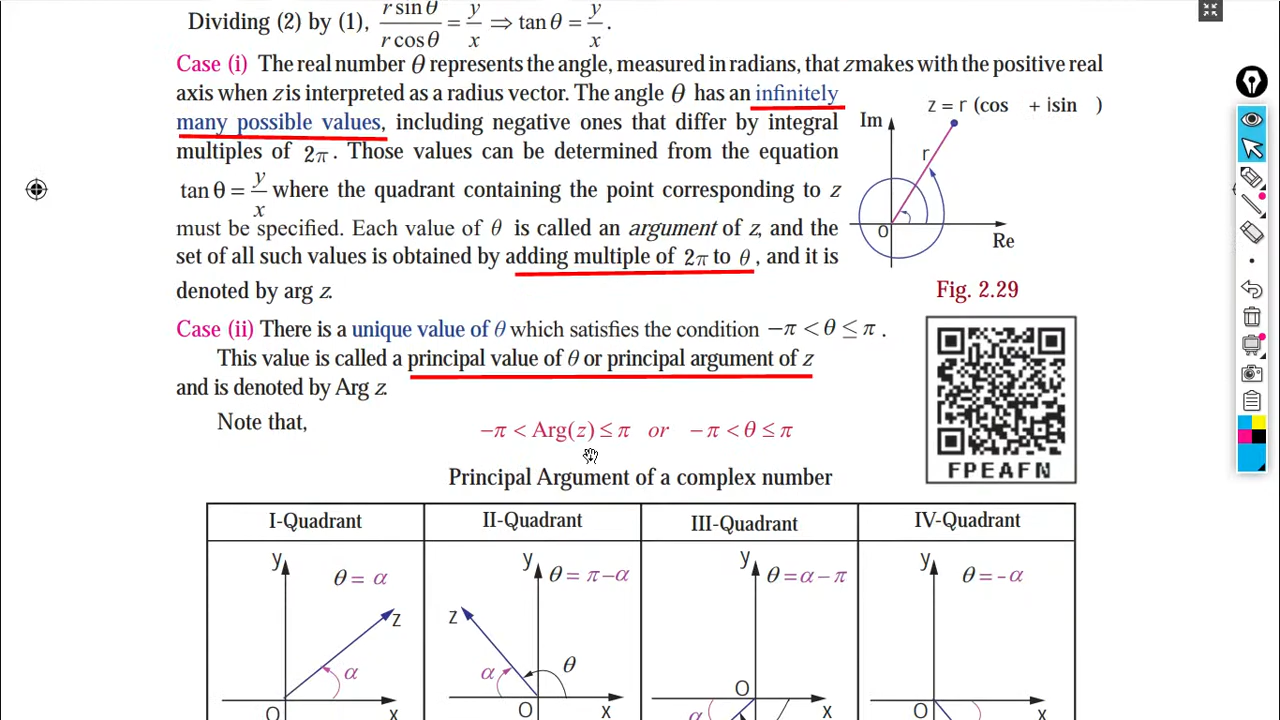 Dividing (2) by (1), r sin θ / r cos θ = y/x ⇒ tan θ = y/x.
Case (i) The real number θ represents the angle, measured in radians, that z makes with the positive real
axis when z is interpreted as a radius vector. The angle θ has an infinitely
many possible values, including negative ones that differ by integral
multiples of 2π. Those values can be determined from the equation
tan θ = y/x where the quadrant containing the point corresponding to z
must be specified. Each value of θ is called an argument of z, and the
set of all such values is obtained by adding multiple of 2π to θ, and it is
denoted by arg z.
z = r (cos + isin )
Im
r
O
Re
Fig. 2.29
Case (ii) There is a unique value of θ which satisfies the condition −π < θ ≤ π.
This value is called a principal value of θ or principal argument of z
and is denoted by Arg z.
Note that,
−π < Arg(z) ≤ π or −π < θ ≤ π
FPEAFN
Principal Argument of a complex number
I-Quadrant II-Quadrant III-Quadrant IV-Quadrant
y θ = α y θ = π−α y θ = α−π y θ = -α
z z
α α θ
O x O x O x O x
α